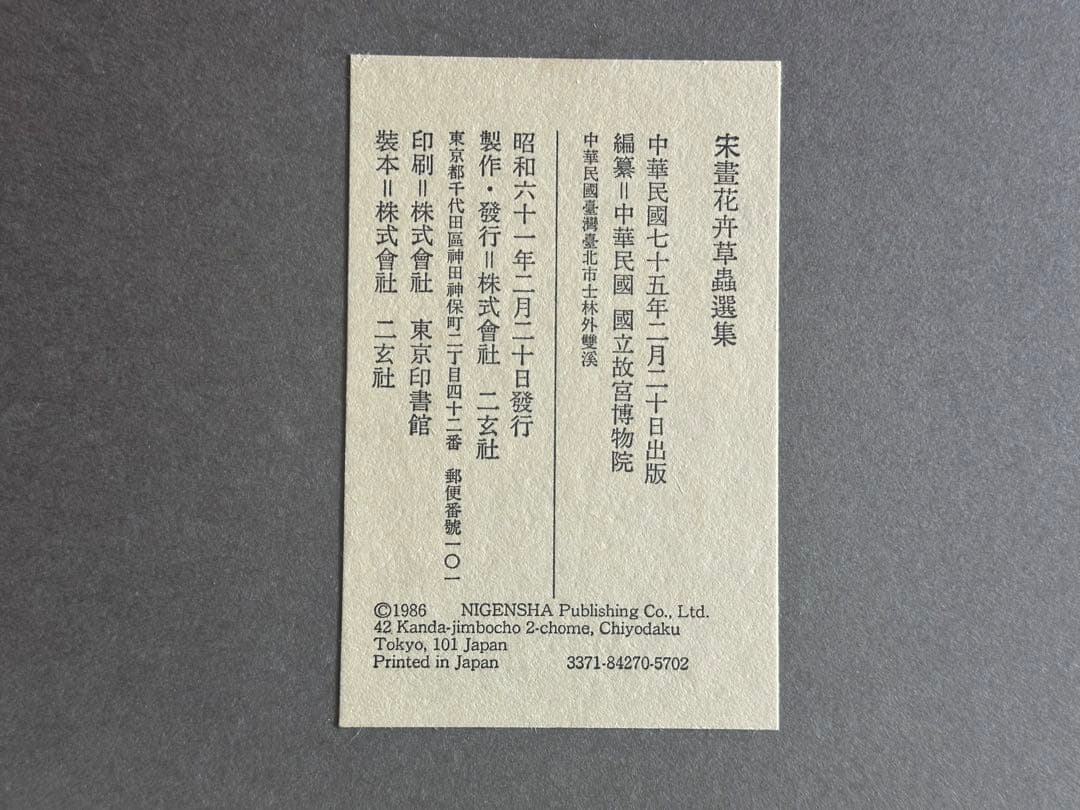 宋畫花卉草蟲選集
中華民國七十五年二月二十日出版
編纂＝中華民國 國立故宮博物院
中華民國臺灣臺北市士林外雙溪
昭和六十一年二月二十日發行
製作・發行＝株式會社 二玄社
東京都千代田區神田神保町二丁目四十二番 郵便番號一〇一
印刷＝株式會社 東京印書館
裝本＝株式會社 二玄社
©1986 NIGENSHA Publishing Co., Ltd.
42 Kanda-jimbocho 2-chome, Chiyodaku
Tokyo, 101 Japan
Printed in Japan 3371-84270-5702